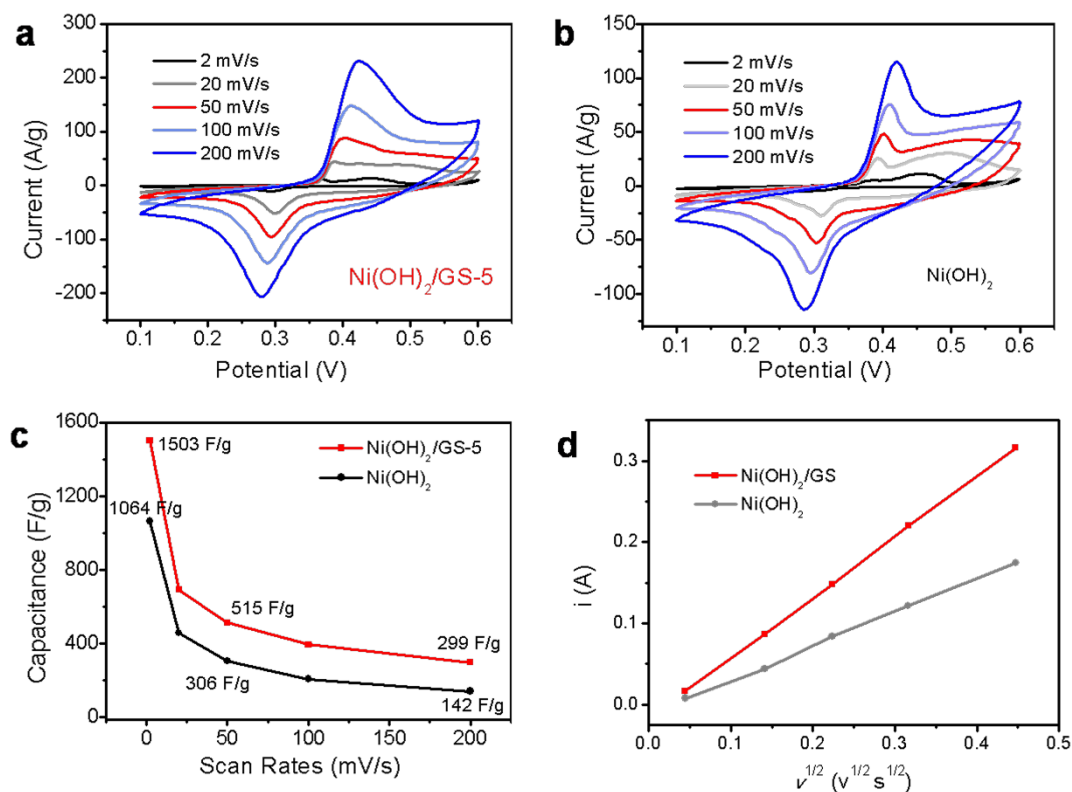 a
300
200
100
0
-100
-200
Current (A/g)
2 mV/s
20 mV/s
50 mV/s
100 mV/s
200 mV/s
Ni(OH)₂/GS-5
0.1 0.2 0.3 0.4 0.5 0.6
Potential (V)
b
150
100
50
0
-50
-100
Current (A/g)
2 mV/s
20 mV/s
50 mV/s
100 mV/s
200 mV/s
Ni(OH)₂
0.1 0.2 0.3 0.4 0.5 0.6
Potential (V)
c
1600
1200
800
400
0
Capacitance (F/g)
Ni(OH)₂/GS-5
Ni(OH)₂
1503 F/g
1064 F/g
515 F/g
299 F/g
306 F/g
142 F/g
0 50 100 150 200
Scan Rates (mV/s)
d
0.3
0.2
0.1
0.0
i (A)
Ni(OH)₂/GS
Ni(OH)₂
0.0 0.1 0.2 0.3 0.4 0.5
ν^1/2 (v^1/2 s^1/2)